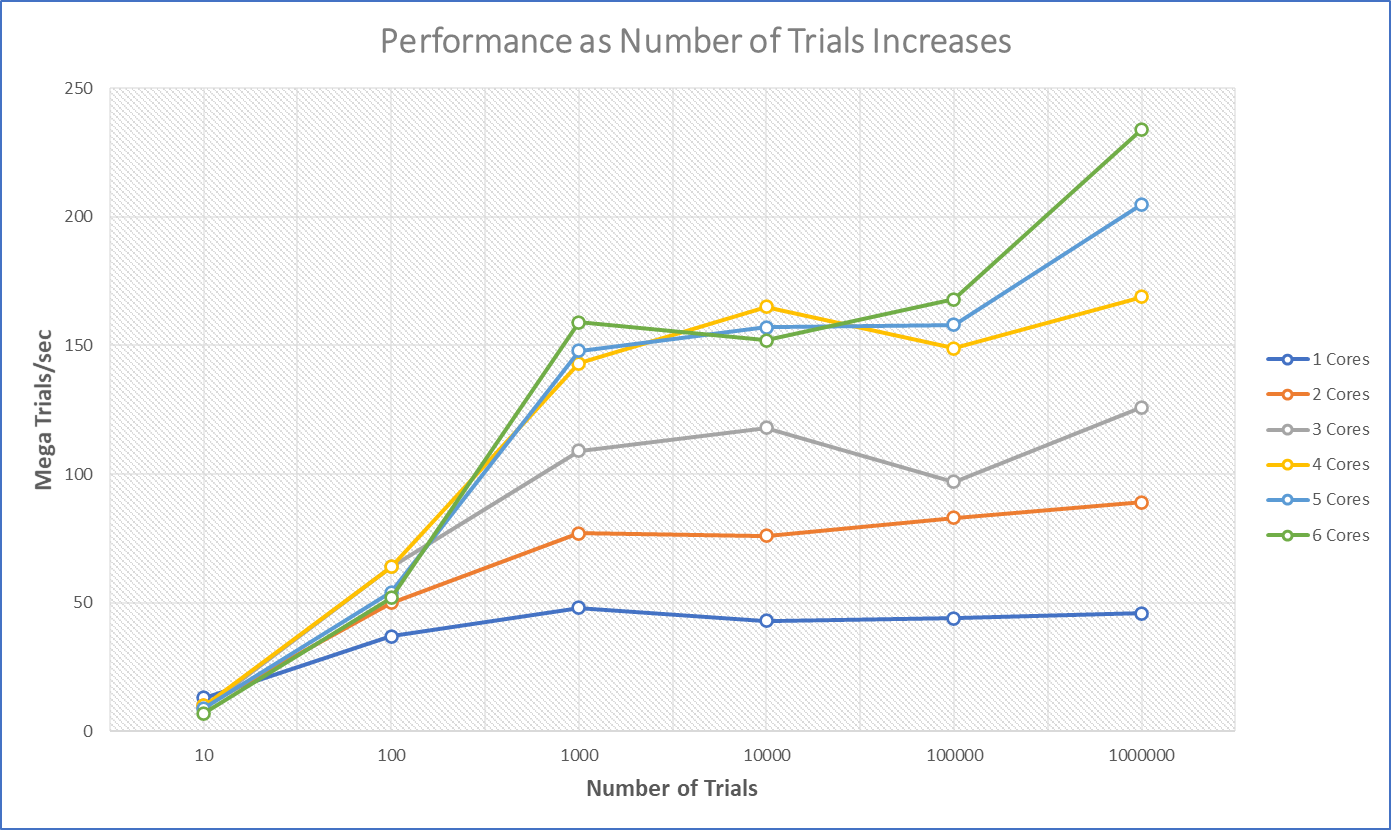 Performance as Number of Trials Increases
250
200
150
100
50
0
Mega Trials/sec
10 100 1000 10000 100000 1000000
Number of Trials
1 Cores
2 Cores
3 Cores
4 Cores
5 Cores
6 Cores